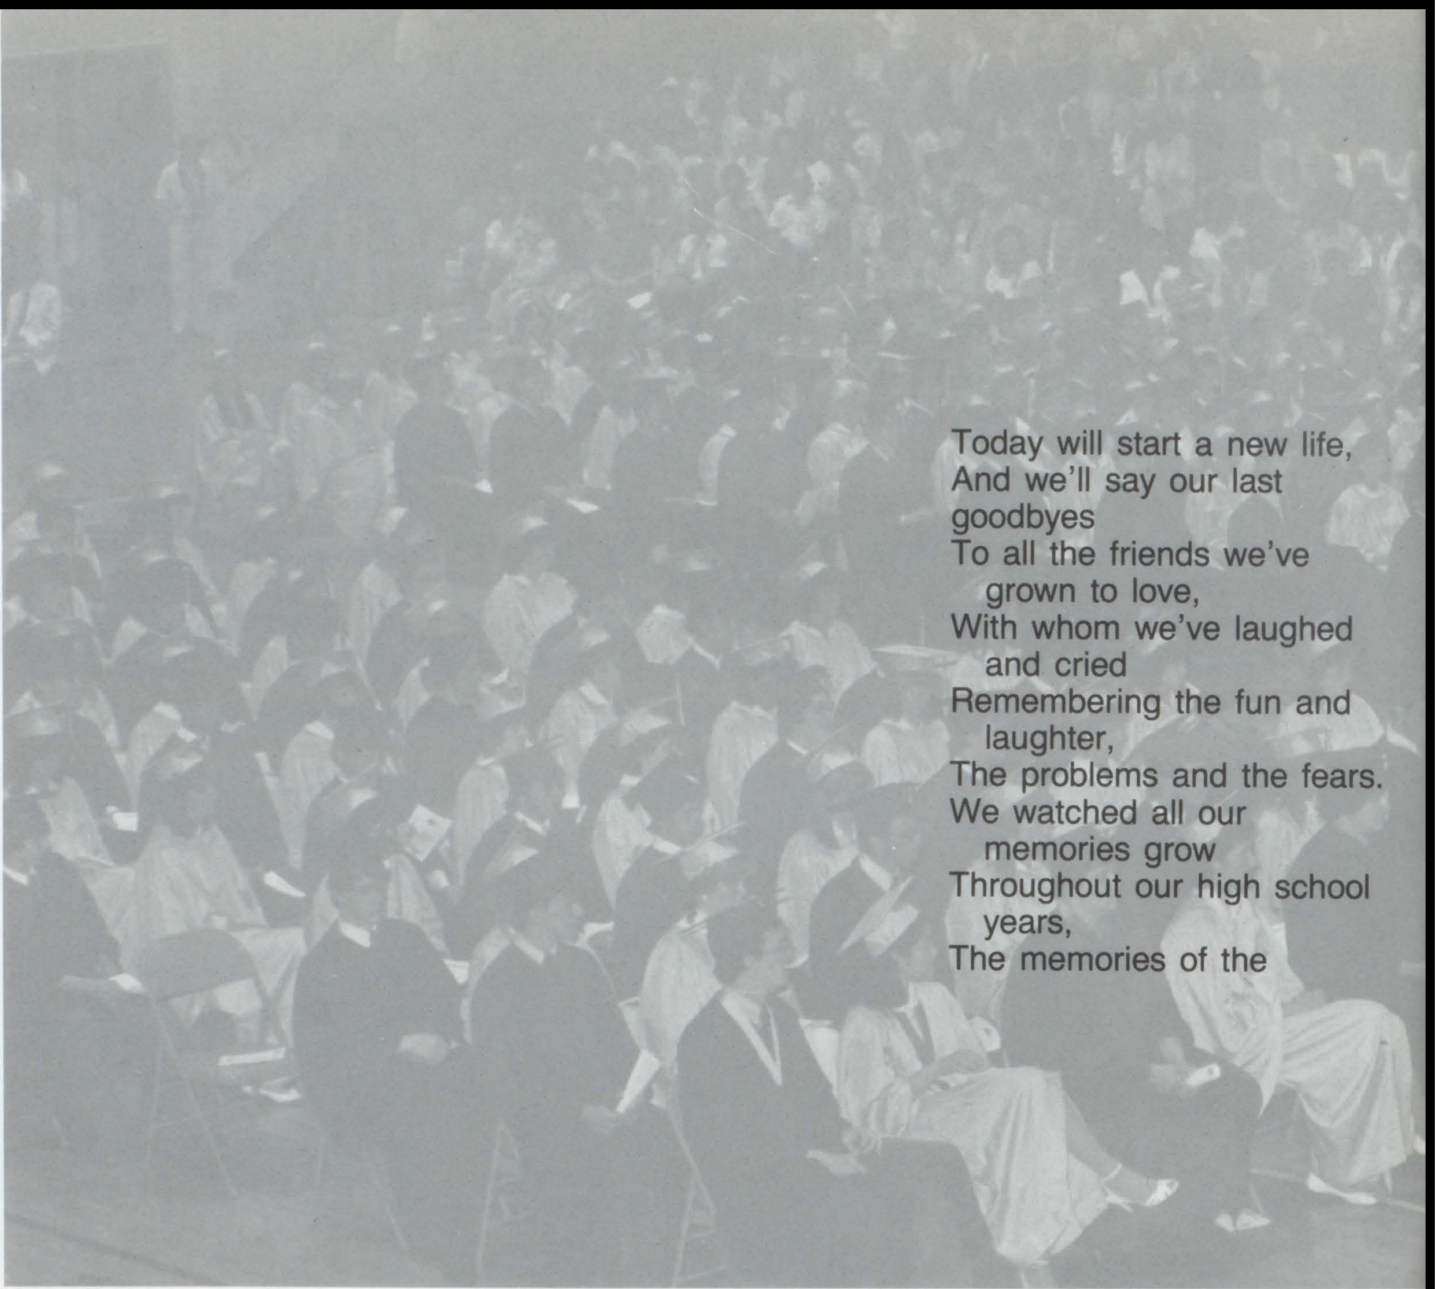 Today will start a new life,
And we'll say our last
goodbyes
To all the friends we've
grown to love,
With whom we've laughed
and cried
Remembering the fun and
laughter,
The problems and the fears.
We watched all our
memories grow
Throughout our high school
years,
The memories of the